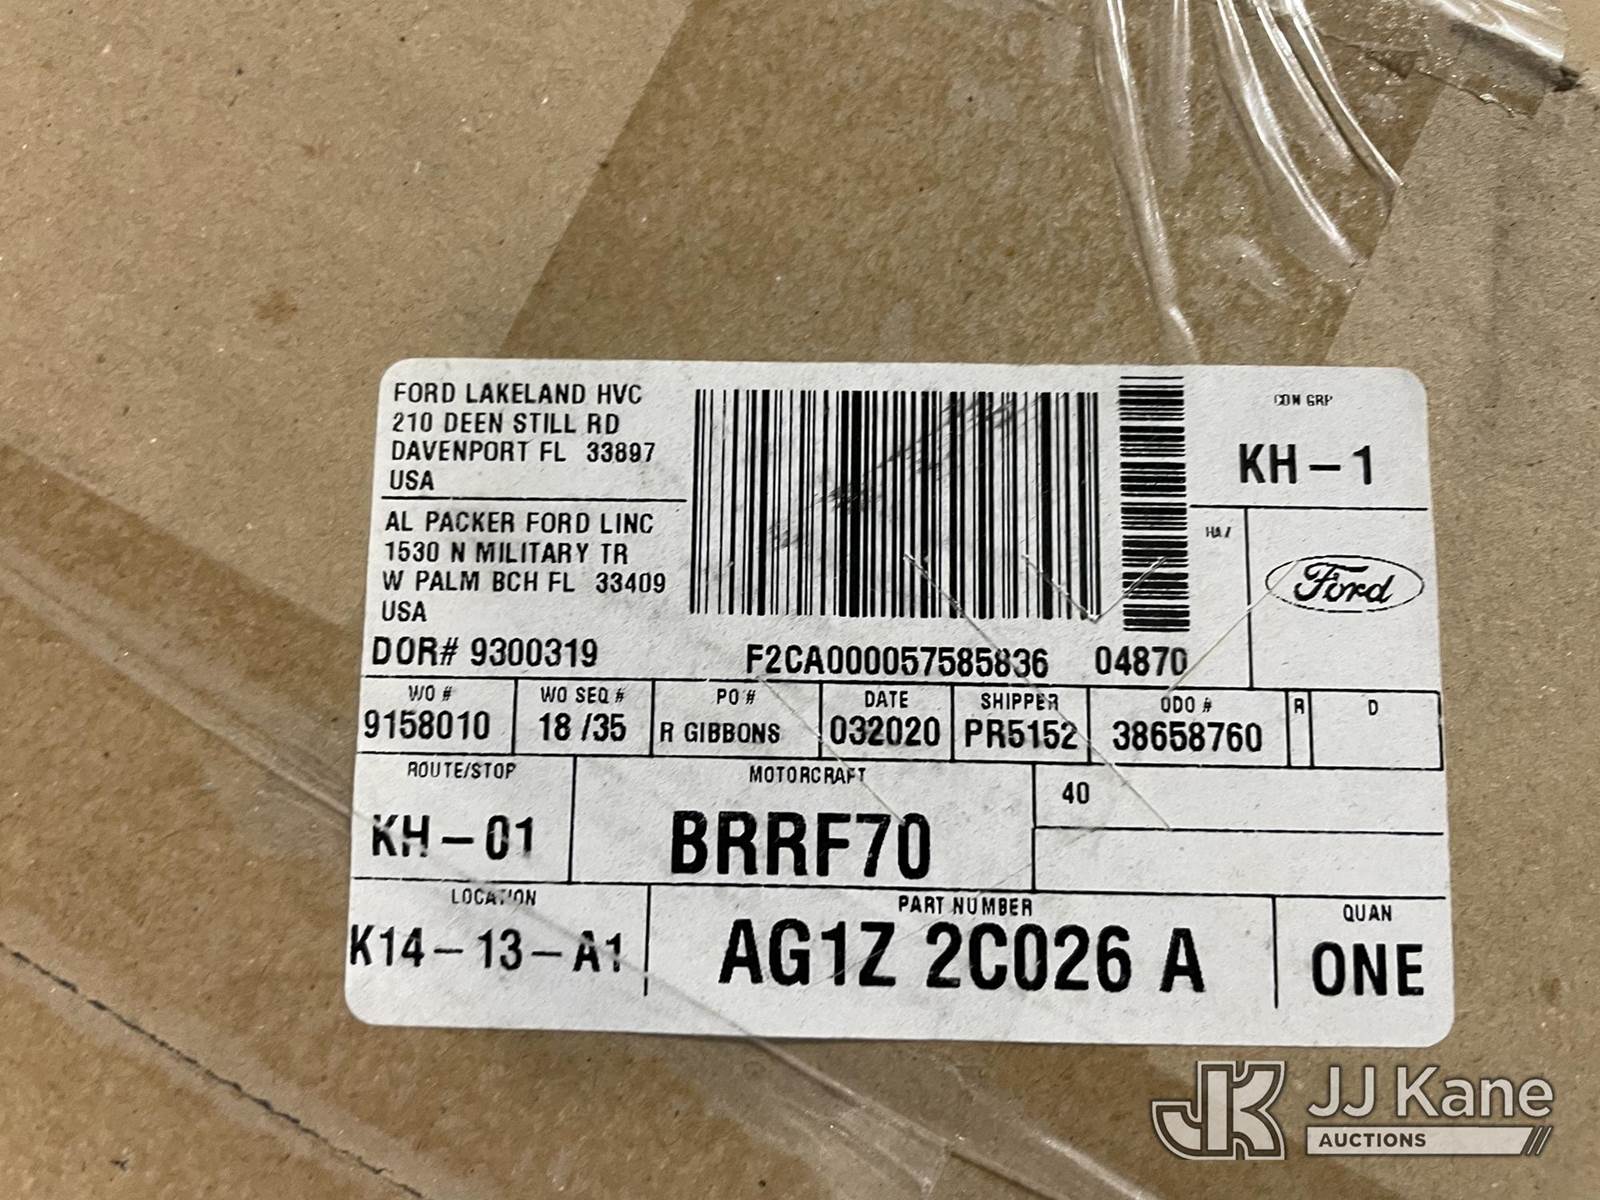 FORD LAKELAND HVC
210 DEEN STILL RD
DAVENPORT FL 33897
USA
AL PACKER FORD LINC
1530 N MILITARY TR
W PALM BCH FL 33409
USA
DOR# 9300319
F2CA000057585836 04870
COM GRP
KH-1
HAZ
Ford
WO # WO SEQ # PO # DATE SHIPPER ODO # R D
9158010 18 /35 R GIBBONS 032020 PR5152 38658760
ROUTE/STOP MOTORCRAFT
KH-01 BRRF70 40
LOCATION PART NUMBER QUAN
K14-13-A1 AG1Z 2C026 A ONE
JK JJ Kane
AUCTIONS